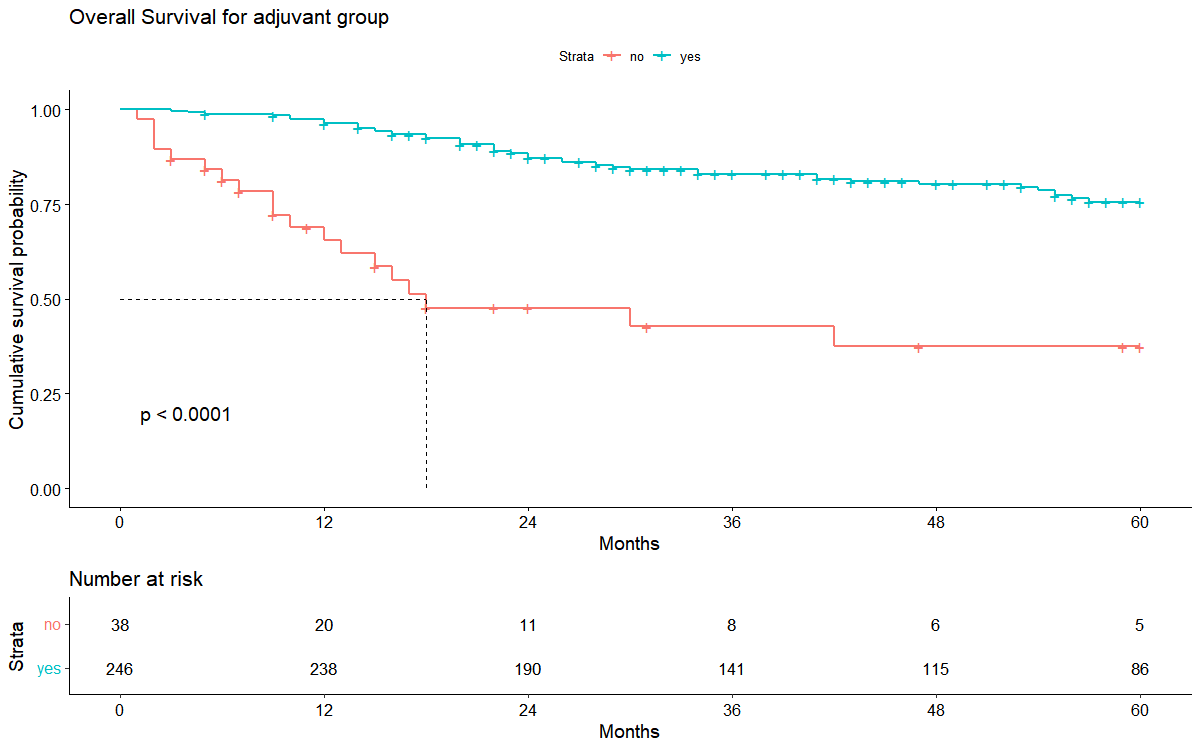 Overall Survival for adjuvant group
Strata no yes
Cumulative survival probability
1.00
0.75
0.50
0.25
0.00
p < 0.0001
0 12 24 36 48 60
Months
Number at risk
Strata
no 38 20 11 8 6 5
yes 246 238 190 141 115 86
0 12 24 36 48 60
Months